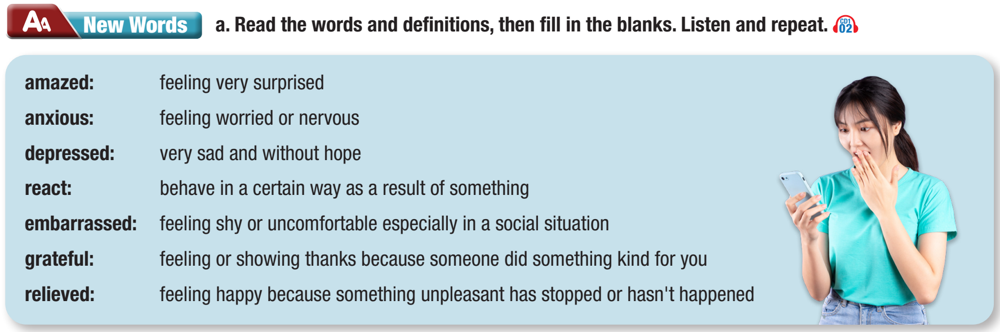 AA New Words a. Read the words and definitions, then fill in the blanks. Listen and repeat. CD1 02
amazed: feeling very surprised
anxious: feeling worried or nervous
depressed: very sad and without hope
react: behave in a certain way as a result of something
embarrassed: feeling shy or uncomfortable especially in a social situation
grateful: feeling or showing thanks because someone did something kind for you
relieved: feeling happy because something unpleasant has stopped or hasn't happened